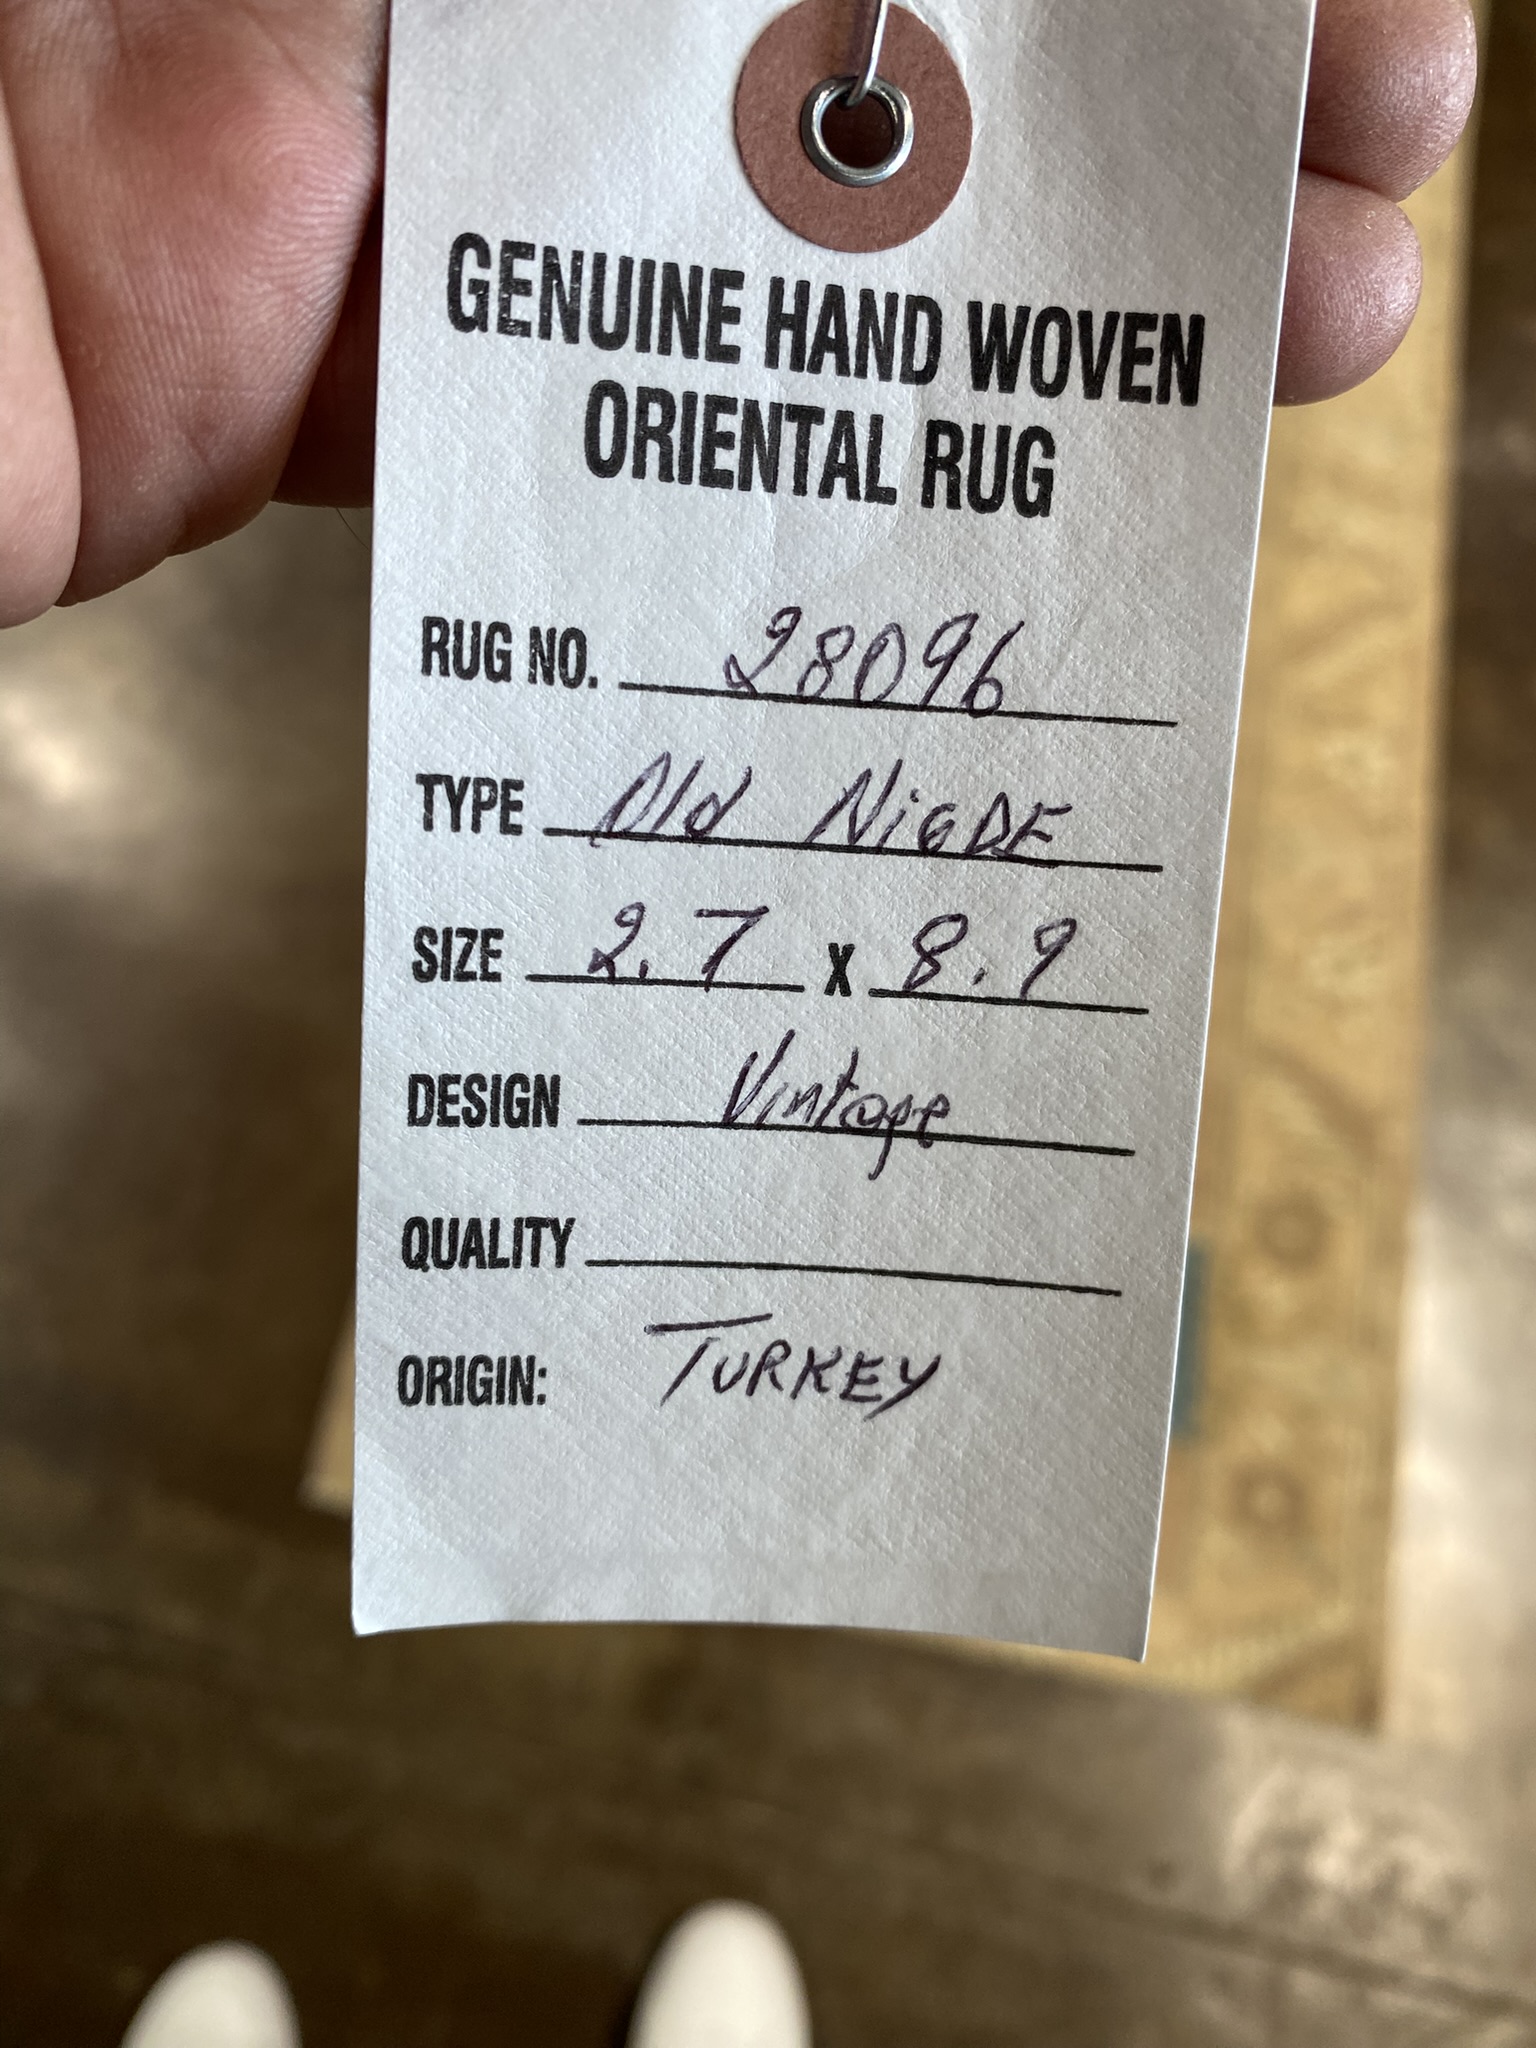 GENUINE HAND WOVEN
ORIENTAL RUG
RUG NO. 28096
TYPE Old NiGDE
SIZE 2.7 X 8.9
DESIGN Vintage
QUALITY
ORIGIN: TURKEY